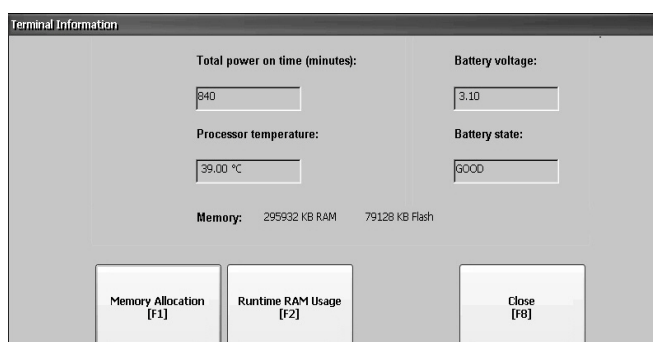 Terminal Information
Total power on time (minutes): Battery voltage:
840 3.10
Processor temperature: Battery state:
39.00 °C GOOD
Memory: 295932 KB RAM 79128 KB Flash
Memory Allocation Runtime RAM Usage Close
[F1] [F2] [F8]